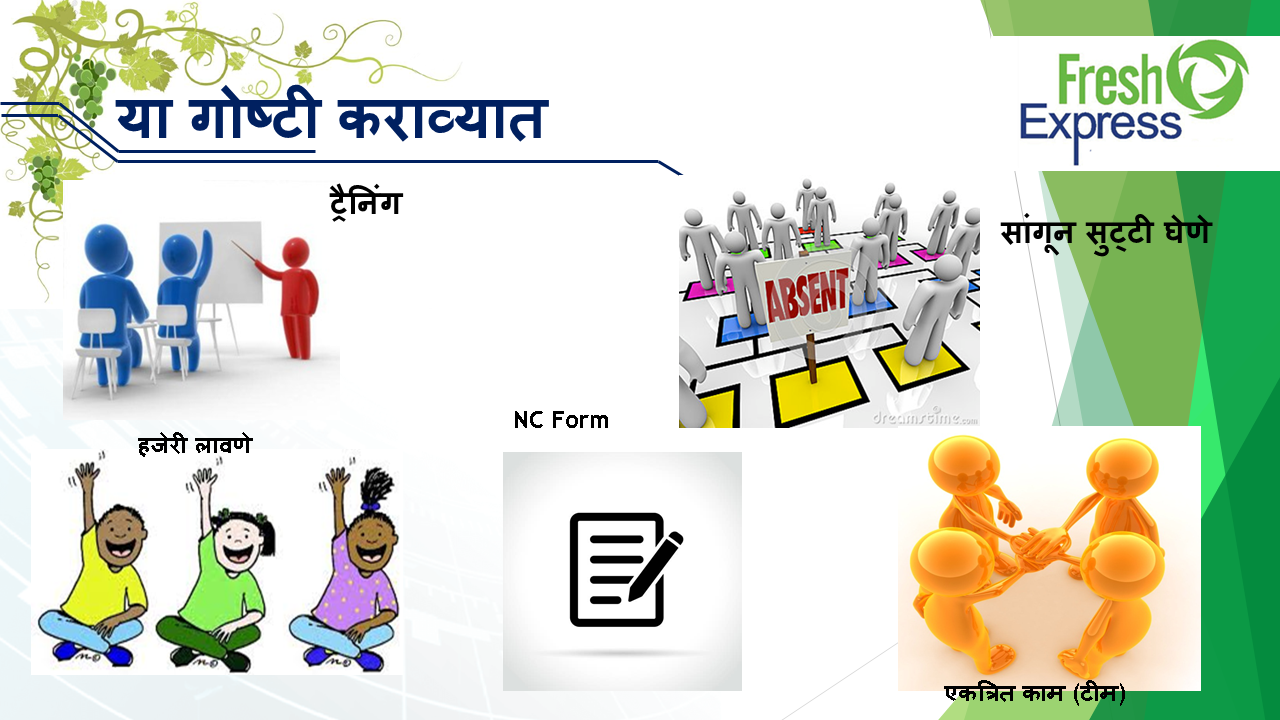 या गोष्टी कराव्यात
Fresh
Express
ट्रैनिंग
सांगून सुट्टी घेणे
ABSENT
dreamstime.com
NC Form
हजेरी लावणे
एकत्रित काम (टीम)